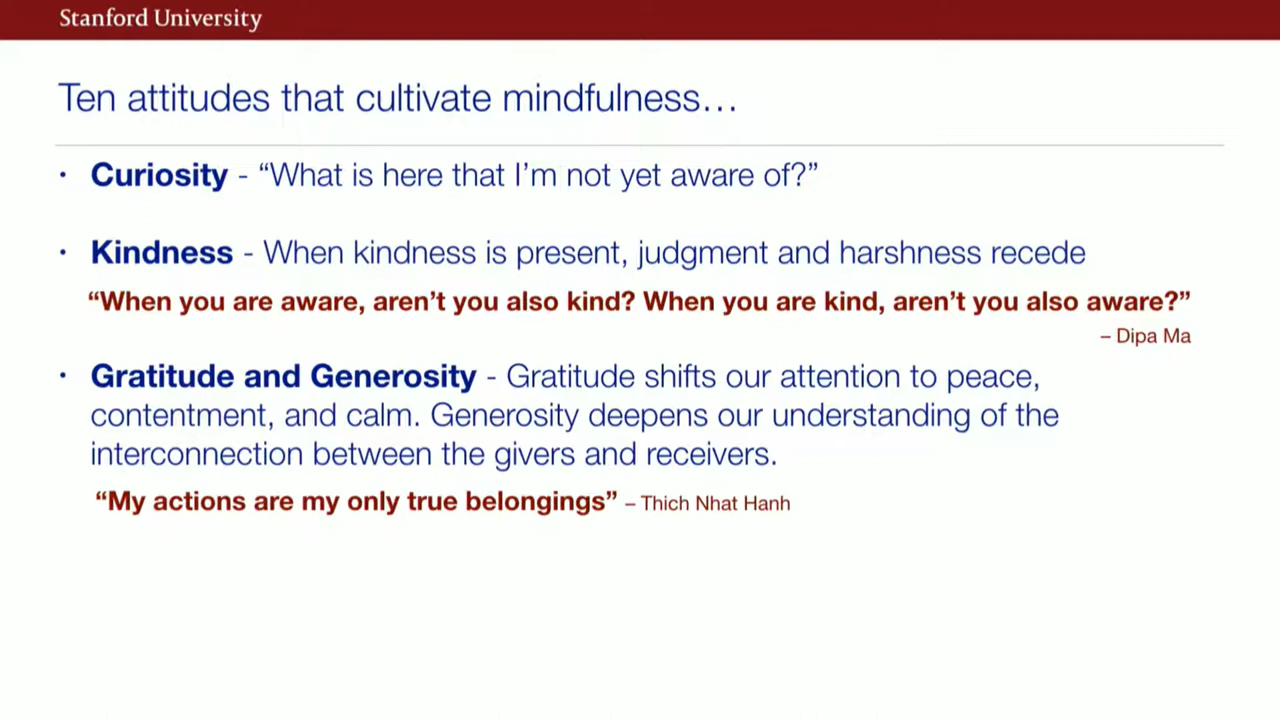 Stanford University
Ten attitudes that cultivate mindfulness…
• Curiosity - “What is here that I’m not yet aware of?”
• Kindness - When kindness is present, judgment and harshness recede
“When you are aware, aren’t you also kind? When you are kind, aren’t you also aware?”
– Dipa Ma
• Gratitude and Generosity - Gratitude shifts our attention to peace,
contentment, and calm. Generosity deepens our understanding of the
interconnection between the givers and receivers.
“My actions are my only true belongings” – Thich Nhat Hanh